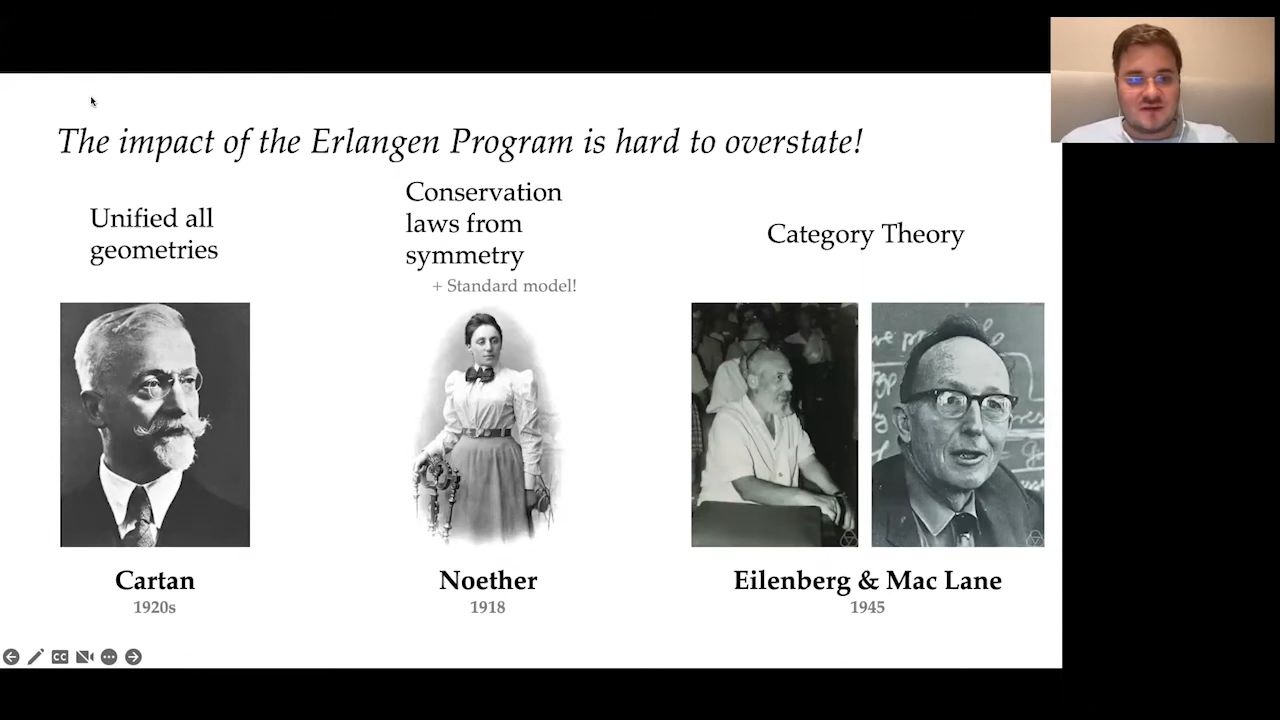 The impact of the Erlangen Program is hard to overstate!
Unified all
geometries
Conservation
laws from
symmetry
+ Standard model!
Category Theory
Cartan
1920s
Noether
1918
Eilenberg & Mac Lane
1945
CC